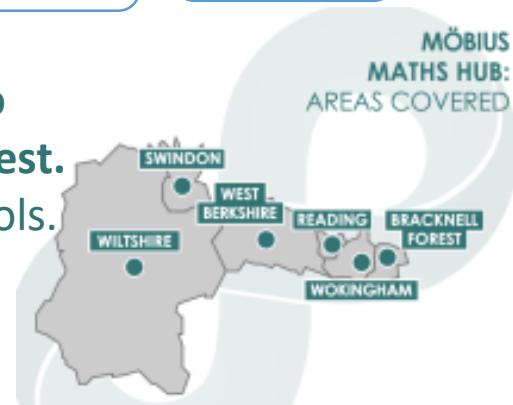 MÖBIUS
MATHS HUB:
AREAS COVERED
est.
ols.
SWINDON
WEST
BERKSHIRE
READING
BRACKNELL
FOREST
WILTSHIRE
WOKINGHAM